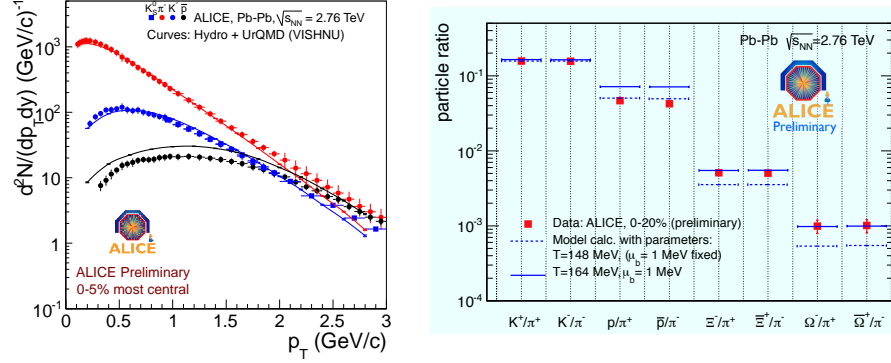 K⁰_S π⁻ K⁻ p̄
ALICE, Pb-Pb, √s_NN = 2.76 TeV
Curves: Hydro + UrQMD (VISHNU)
d²N/(dp_T dy) (GeV/c)⁻¹
10³
10²
10
1
10⁻¹
ALICE
ALICE Preliminary
0-5% most central
0 0.5 1 1.5 2 2.5 3
p_T (GeV/c)
particle ratio
Pb-Pb √s_NN=2.76 TeV
ALICE
Preliminary
10⁻¹
10⁻²
10⁻³
10⁻⁴
Data: ALICE, 0-20% (preliminary)
Model calc. with parameters:
T=148 MeV, (μ_b = 1 MeV fixed)
T=164 MeV, μ_b = 1 MeV
K⁺/π⁺ K⁻/π⁻ p/π⁺ p̄/π⁻ Ξ⁻/π⁺ Ξ̄⁺/π⁻ Ω⁻/π⁺ Ω̄⁺/π⁻